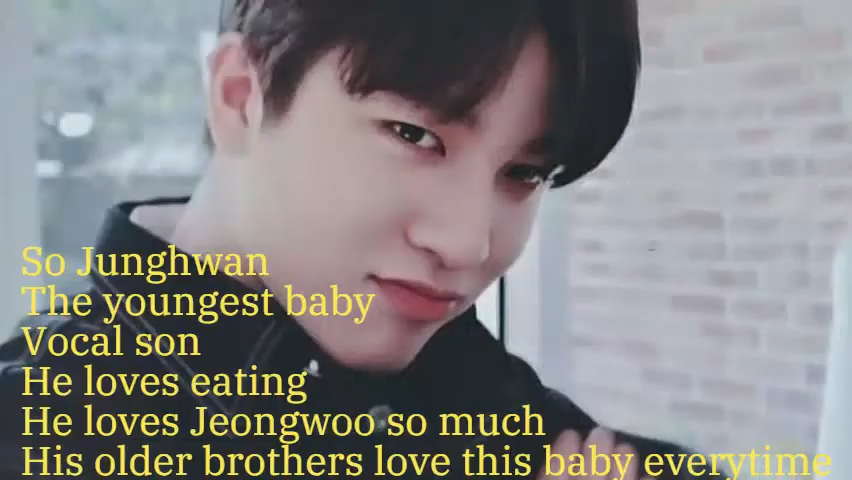 So Junghwan
The youngest baby
Vocal son
He loves eating
He loves Jeongwoo so much
His older brothers love this baby everytime